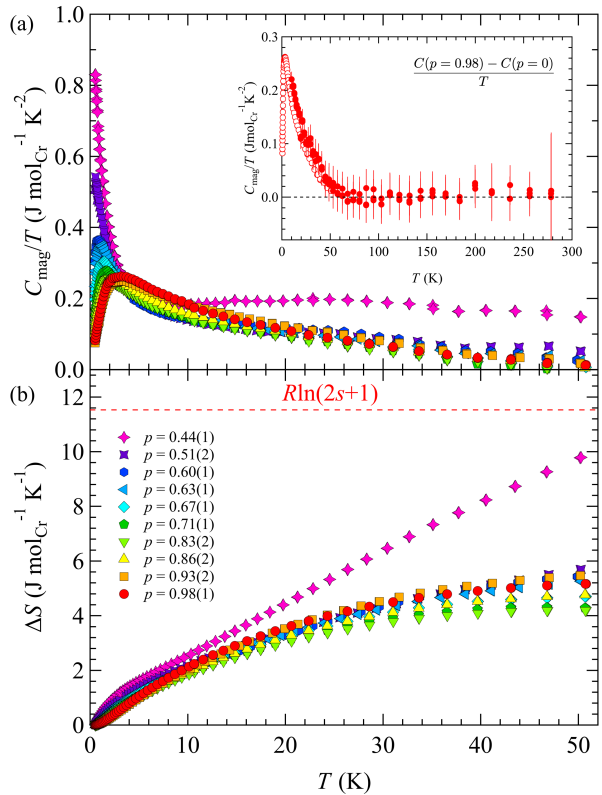 (a)
1.0
0.8
0.6
0.4
0.2
0.0
C_mag/T (J mol_Cr^-1 K^-2)
0.3
0.2
0.1
0.0
C_mag/T (Jmol_Cr^-1 K^-2)
C(p = 0.98) − C(p = 0)
T
0 50 100 150 200 250 300
T (K)
(b)
12
10
8
6
4
2
0
ΔS (J mol_Cr^-1 K^-1)
Rln(2s+1)
p = 0.44(1)
p = 0.51(2)
p = 0.60(1)
p = 0.63(1)
p = 0.67(1)
p = 0.71(1)
p = 0.83(2)
p = 0.86(2)
p = 0.93(2)
p = 0.98(1)
0 10 20 30 40 50
T (K)